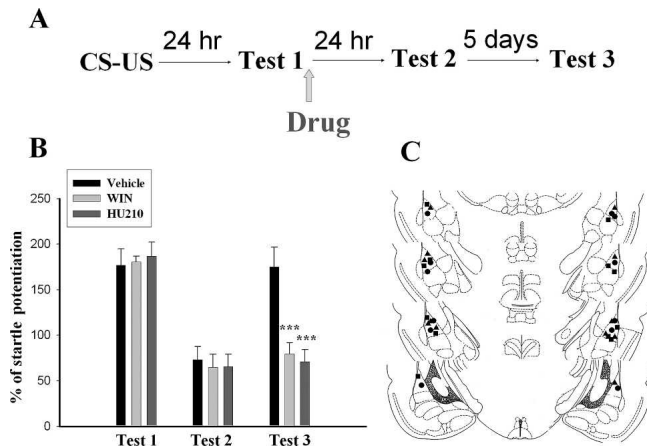 A
CS-US 24 hr Test 1 24 hr Test 2 5 days Test 3
Drug
B
Vehicle
WIN
HU210
% of startle potentiation
250
200
150
100
50
0
*** ***
Test 1 Test 2 Test 3
C